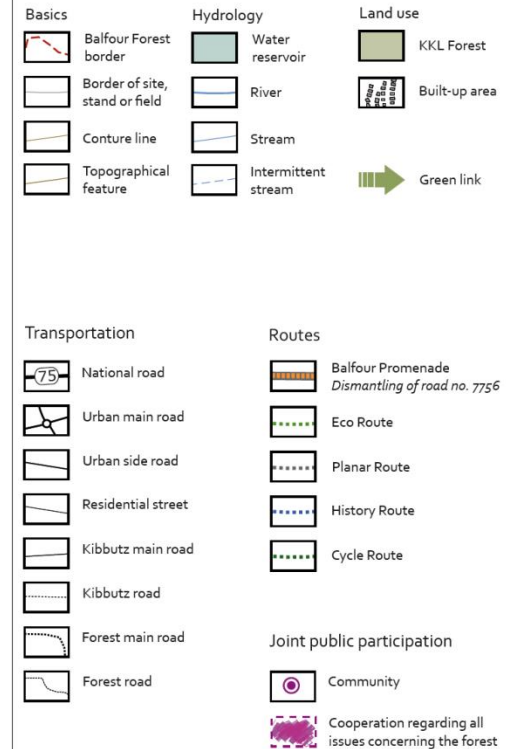 Basics
Balfour Forest
border
Border of site,
stand or field
Conture line
Topographical
feature
Hydrology
Water
reservoir
River
Stream
Intermittent
stream
Land use
KKL Forest
Built-up area
Green link
Transportation
75
National road
Urban main road
Urban side road
Residential street
Kibbutz main road
Kibbutz road
Forest main road
Forest road
Routes
Balfour Promenade
Dismantling of road no. 7756
Eco Route
Planar Route
History Route
Cycle Route
Joint public participation
Community
Cooperation regarding all
issues concerning the forest